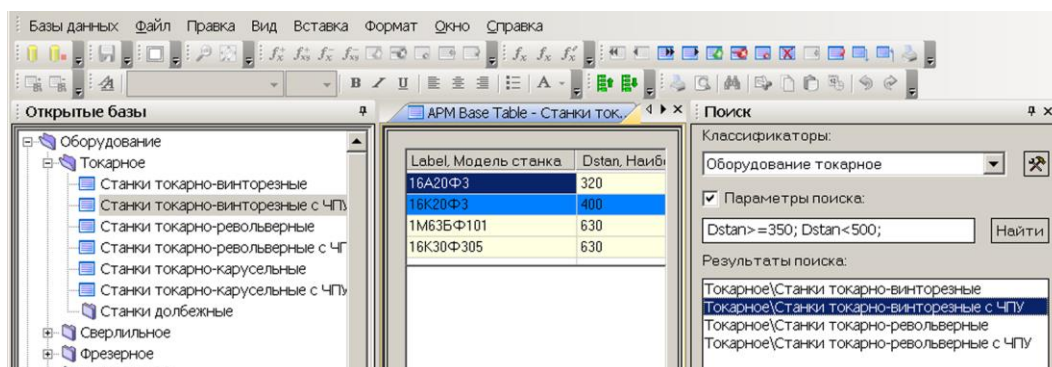 Базы данных Файл Правка Вид Вставка Формат Окно Справка
Открытые базы
Оборудование
Токарное
Станки токарно-винторезные
Станки токарно-винторезные с ЧПУ
Станки токарно-револьверные
Станки токарно-револьверные с ЧГ
Станки токарно-карусельные
Станки токарно-карусельные с ЧПУ
Станки долбежные
Сверлильное
Фрезерное
APM Base Table - Станки ток..
Label, Модель станка Dstan, Наиб
16А20Ф3 320
16К20Ф3 400
1М63БФ101 630
16К30Ф305 630
Поиск
Классификаторы:
Оборудование токарное
Параметры поиска:
Dstan>=350; Dstan<500; Найти
Результаты поиска:
Токарное\Станки токарно-винторезные
Токарное\Станки токарно-винторезные с ЧПУ
Токарное\Станки токарно-револьверные
Токарное\Станки токарно-револьверные с ЧПУ